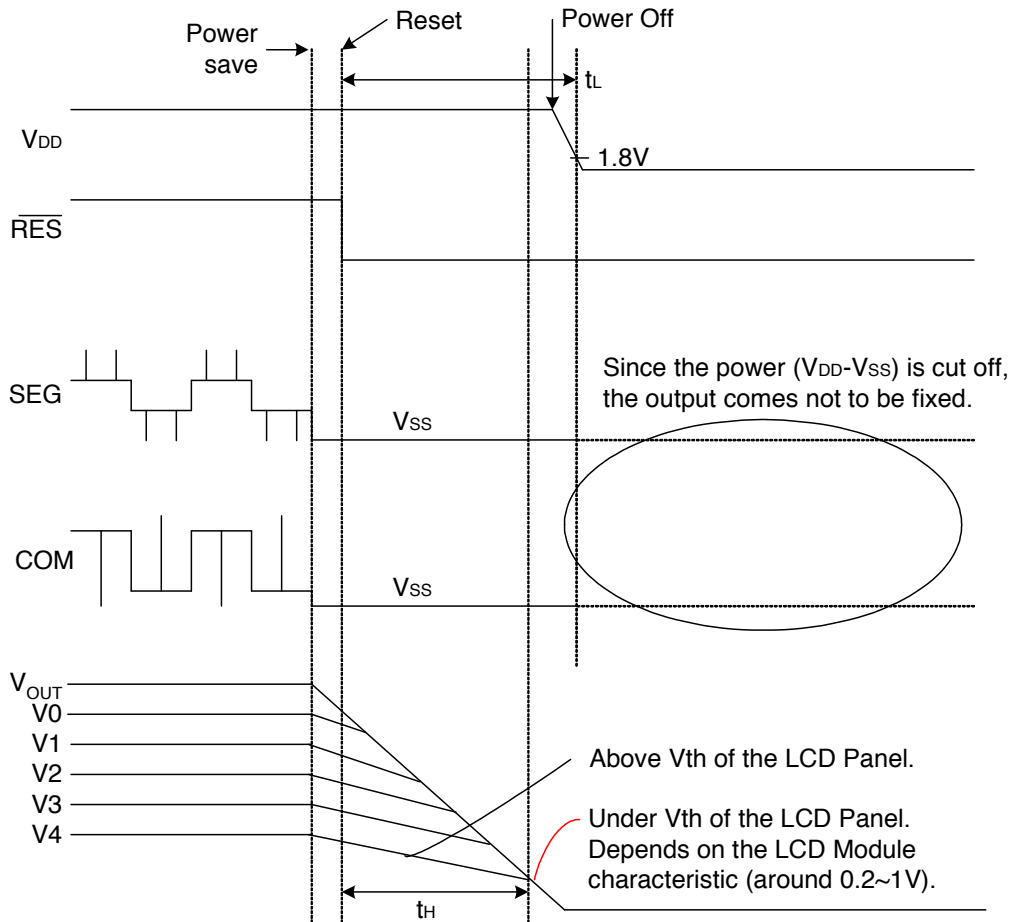 Power
save
Reset
Power Off
tL
VDD
1.8V
RES
SEG
VSS
Since the power (VDD-VSS) is cut off,
the output comes not to be fixed.
COM
VSS
VOUT
V0
V1
V2
V3
V4
Above Vth of the LCD Panel.
Under Vth of the LCD Panel.
Depends on the LCD Module
characteristic (around 0.2~1V).
tH